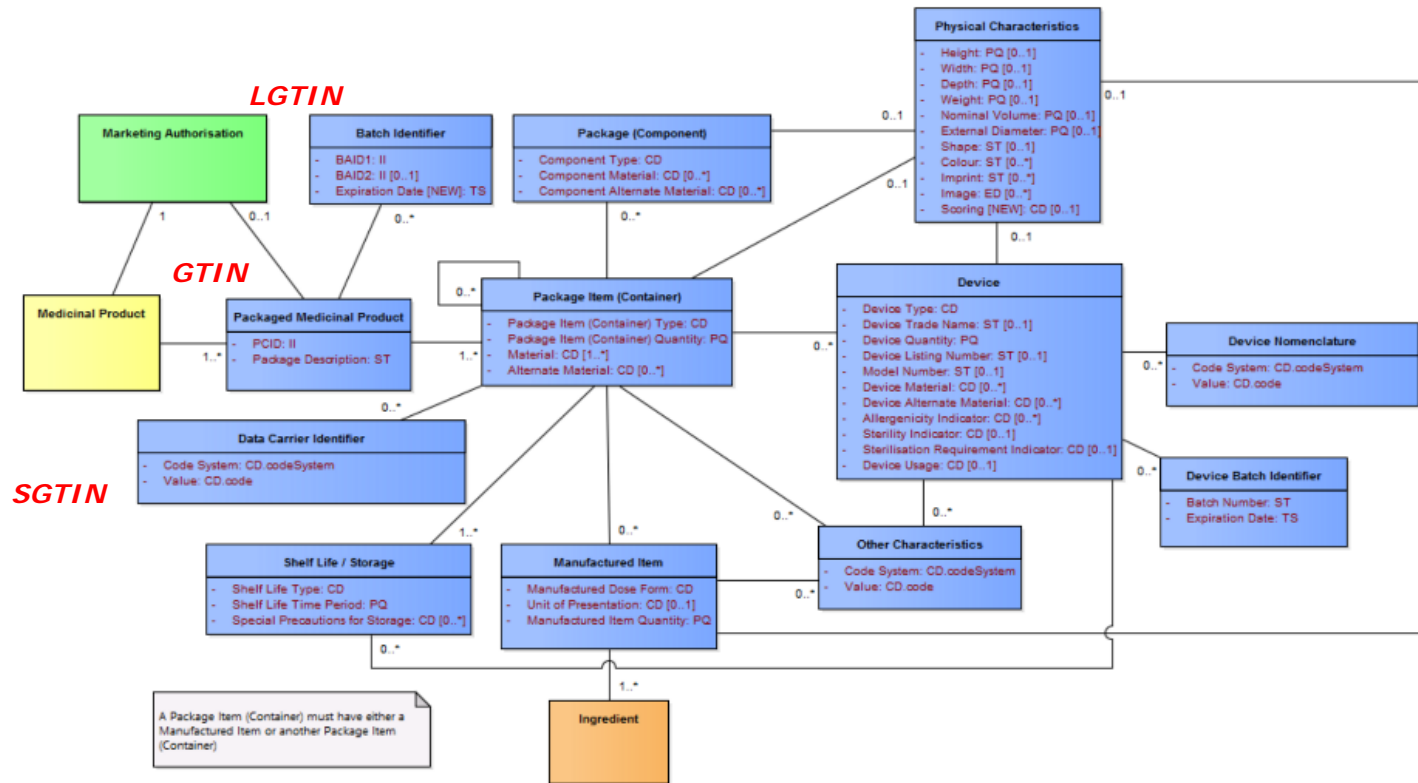 Physical Characteristics
- Height: PQ [0..1]
- Width: PQ [0..1]
- Depth: PQ [0..1]
- Weight: PQ [0..1]
- Nominal Volume: PQ [0..1]
- External Diameter: PQ [0..1]
- Shape: ST [0..1]
- Colour: ST [0..*]
- Imprint: ST [0..*]
- Image: ED [0..*]
- Scoring [NEW]: CD [0..1]
0..1
0..1
0..1
0..1
LGTIN
Marketing Authorisation
1
0..1
Batch Identifier
- BAID1: II
- BAID2: II [0..1]
- Expiration Date [NEW]: TS
0..*
Package (Component)
- Component Type: CD
- Component Material: CD [0..*]
- Component Alternate Material: CD [0..*]
0..*
GTIN
Medicinal Product
1..*
Packaged Medicinal Product
- PCID: II
- Package Description: ST
1..*
0..*
Package Item (Container)
- Package Item (Container) Type: CD
- Package Item (Container) Quantity: PQ
- Material: CD [1..*]
- Alternate Material: CD [0..*]
0..*
Device
- Device Type: CD
- Device Trade Name: ST [0..1]
- Device Quantity: PQ
- Device Listing Number: ST [0..1]
- Model Number: ST [0..1]
- Device Material: CD [0..*]
- Device Alternate Material: CD [0..*]
- Allergenicity Indicator: CD [0..*]
- Sterility Indicator: CD [0..1]
- Sterilisation Requirement Indicator: CD [0..1]
- Device Usage: CD [0..1]
0..*
Device Nomenclature
- Code System: CD.codeSystem
- Value: CD.code
0..*
Device Batch Identifier
- Batch Number: ST
- Expiration Date: TS
0..*
Data Carrier Identifier
- Code System: CD.codeSystem
- Value: CD.code
SGTIN
1..*
Shelf Life / Storage
- Shelf Life Type: CD
- Shelf Life Time Period: PQ
- Special Precautions for Storage: CD [0..*]
0..*
0..*
Manufactured Item
- Manufactured Dose Form: CD
- Unit of Presentation: CD [0..1]
- Manufactured Item Quantity: PQ
0..*
0..*
0..*
Other Characteristics
- Code System: CD.codeSystem
- Value: CD.code
1..*
Ingredient
A Package Item (Container) must have either a
Manufactured Item or another Package Item
(Container)